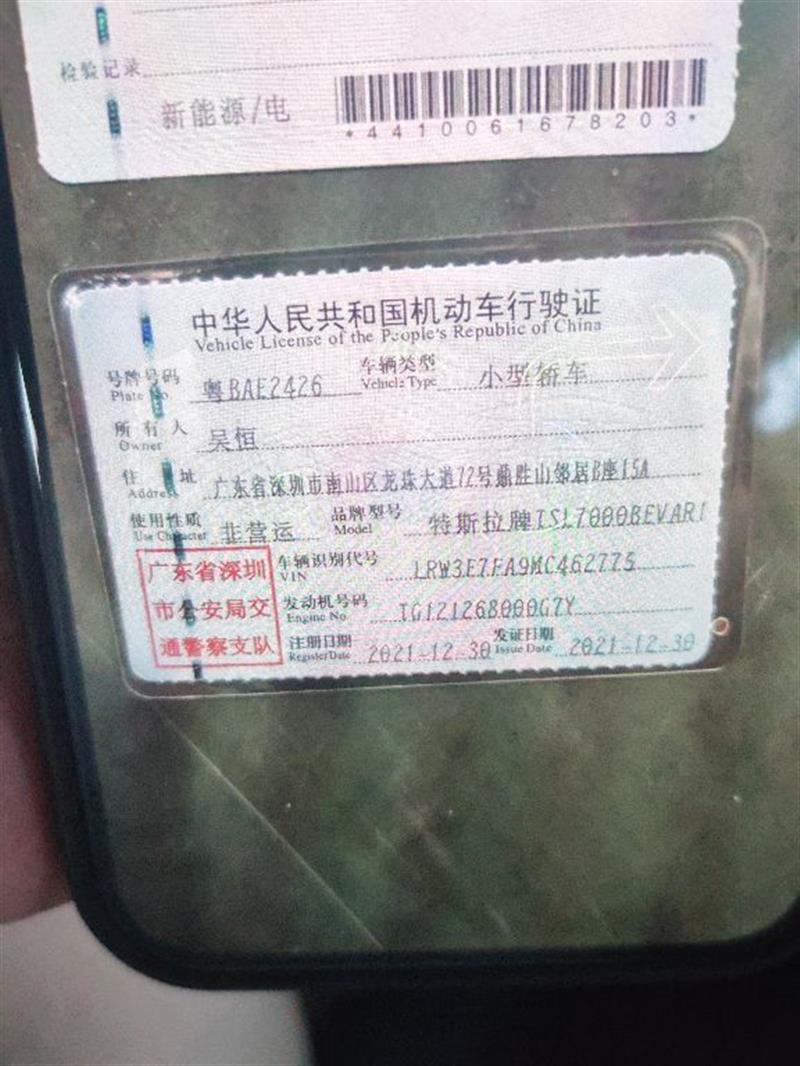 检验记录
新能源/电
*4410061678203*
中华人民共和国机动车行驶证
Vehicle License of the People's Republic of China
号牌号码 粤BAE2426 车辆类型 小型轿车
Plate No. Vehicle Type
所有人 吴恒
Owner
住址 广东省深圳市南山区龙珠大道72号鼎胜山邻居B座15A
Address
使用性质 非营运 品牌型号 特斯拉牌TSL7000BEVAR1
Use Character Model
广东省深圳 车辆识别代号 LRW3E7FA9MC462775
VIN
市公安局交 发动机号码 TG121268000G7Y
Engine No.
通警察支队 注册日期 2021-12-30 发证日期 2021-12-30
Register Date Issue Date